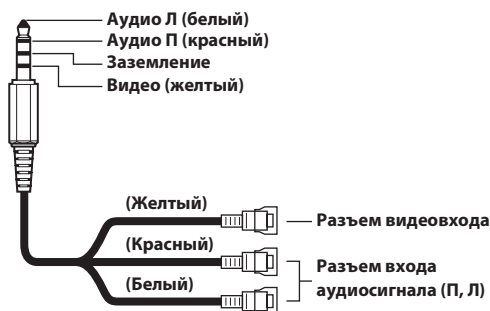 Аудио Л (белый)
Аудио П (красный)
Заземление
Видео (желтый)
(Желтый)
Разъем видеовхода
(Красный)
Разъем входа
аудиосигнала (П, Л)
(Белый)